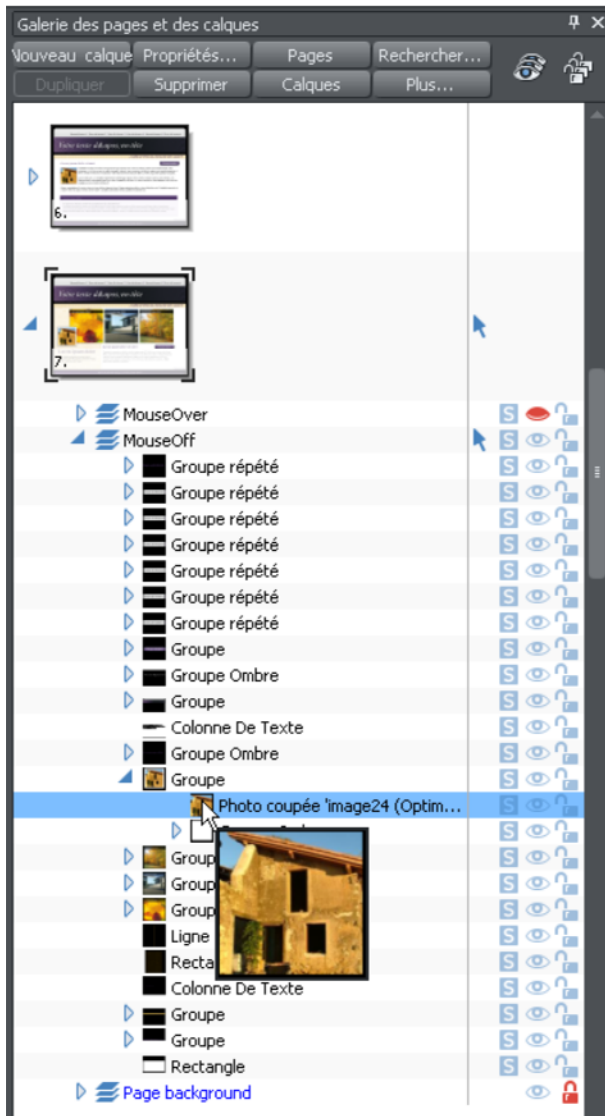 Galerie des pages et des calques
Nouveau calque Propriétés... Pages Rechercher...
Dupliquer Supprimer Calques Plus...
6.
7.
MouseOver
S
MouseOff
S
Groupe répété
S
Groupe répété
S
Groupe répété
S
Groupe répété
S
Groupe répété
S
Groupe répété
S
Groupe répété
S
Groupe
S
Groupe Ombre
S
Groupe
S
Colonne De Texte
S
Groupe Ombre
S
Groupe
S
Photo coupée 'image24 (Optim...
S
S
Group
S
Group
S
Group
S
Ligne
S
Recta
S
Colonne De Texte
S
Groupe
S
Groupe
S
Rectangle
S
Page background